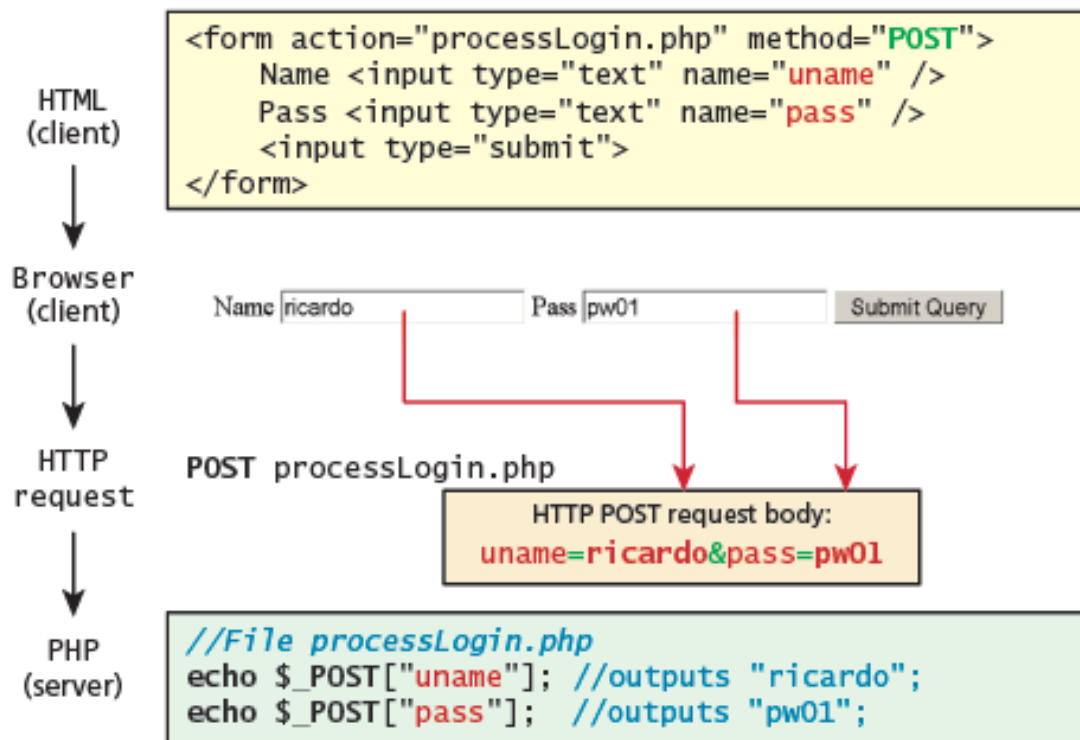 <form action="processLogin.php" method="POST">
Name <input type="text" name="uname" />
Pass <input type="text" name="pass" />
<input type="submit">
</form>
HTML
(client)
Browser
(client)
Name ricardo Pass pw01 Submit Query
HTTP
request
POST processLogin.php
HTTP POST request body:
uname=ricardo&pass=pw01
PHP
(server)
//File processLogin.php
echo $_POST["uname"]; //outputs "ricardo";
echo $_POST["pass"]; //outputs "pw01";